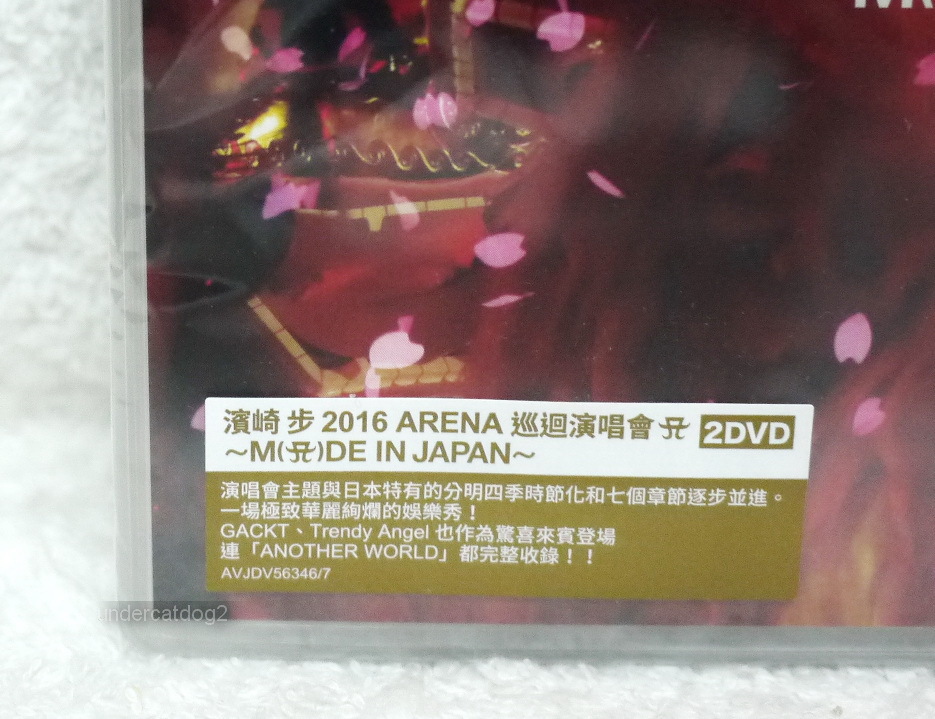 濱崎 步 2016 ARENA 巡迴演唱會 A 2DVD
～M(A)DE IN JAPAN～
演唱會主題與日本特有的分明四季時節化和七個章節逐步並進。
一場極致華麗絢爛的娛樂秀！
GACKT、Trendy Angel 也作為驚喜來賓登場
連「ANOTHER WORLD」都完整收錄！！
AVJDV56346/7
undercatdog2